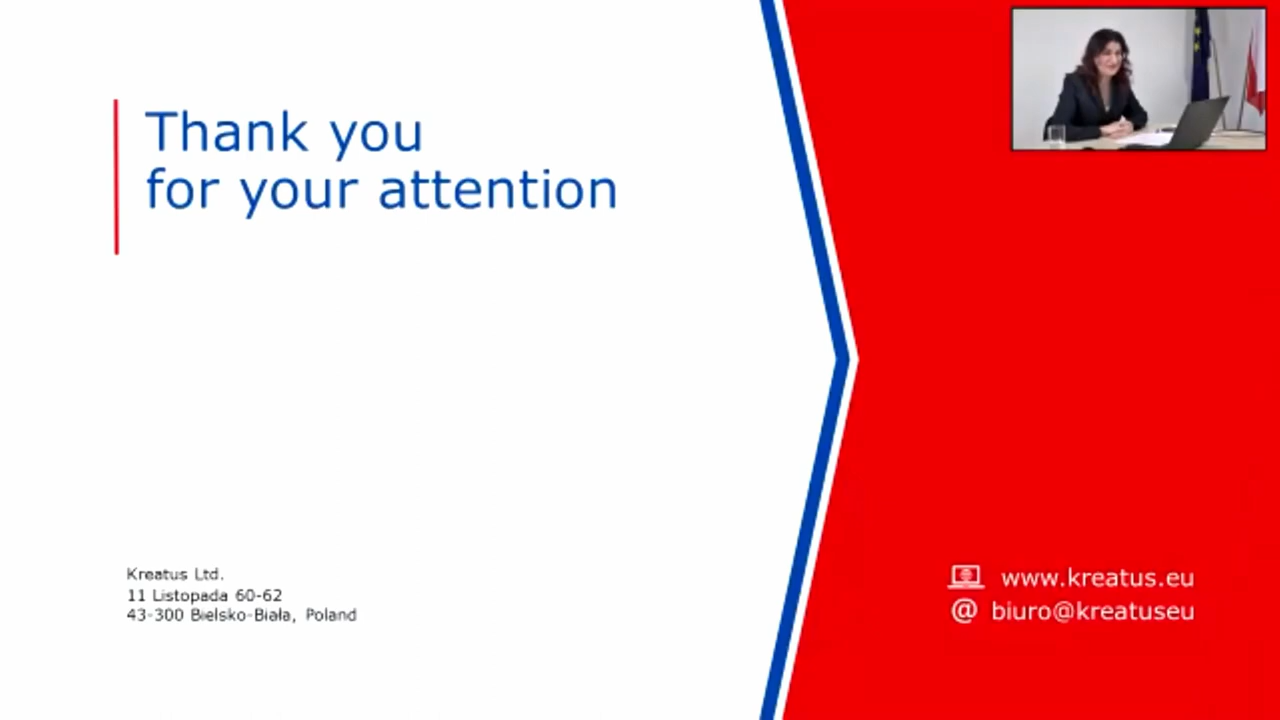 Thank you
for your attention
Kreatus Ltd.
11 Listopada 60-62
43-300 Bielsko-Biała, Poland
www.kreatus.eu
@ biuro@kreatuseu